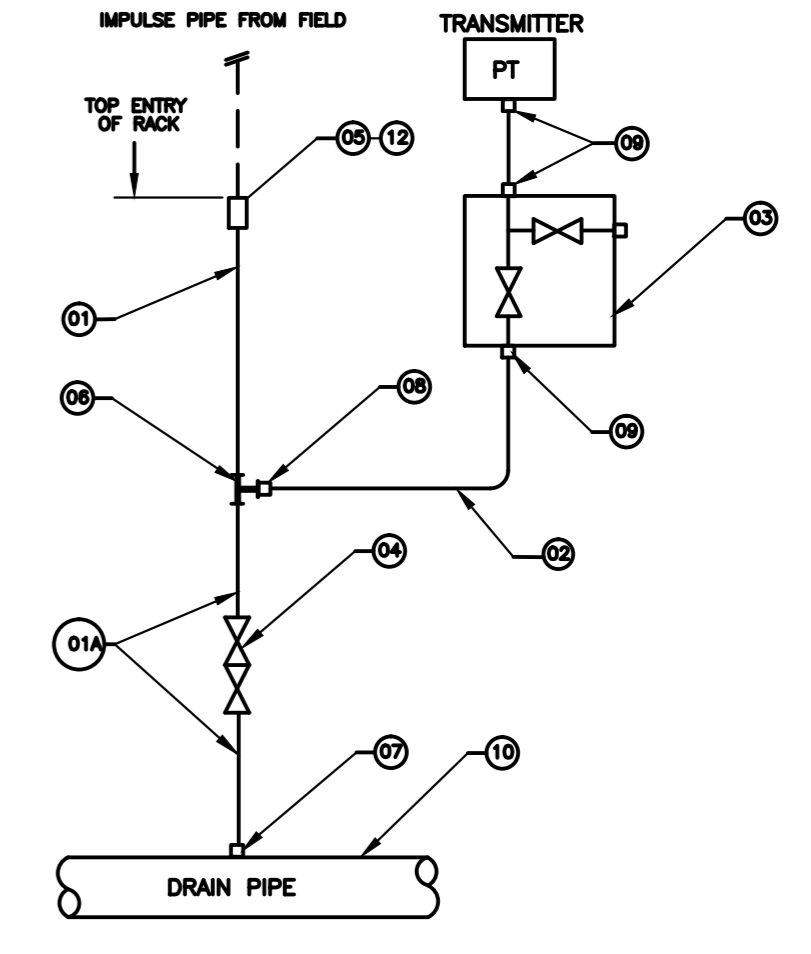 IMPULSE PIPE FROM FIELD
TRANSMITTER
PT
TOP ENTRY
OF RACK
05 12
09
03
01
06
08
09
02
04
01A
07
10
DRAIN PIPE